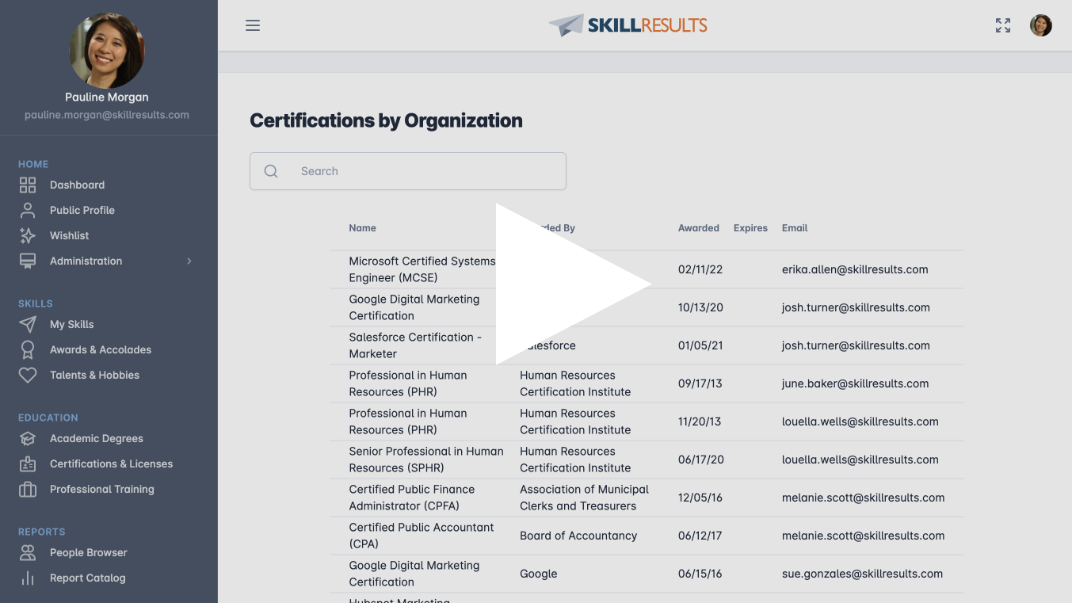 Pauline Morgan
pauline.morgan@skillresults.com
HOME
Dashboard
Public Profile
Wishlist
Administration
SKILLS
My Skills
Awards & Accolades
Talents & Hobbies
EDUCATION
Academic Degrees
Certifications & Licenses
Professional Training
REPORTS
People Browser
Report Catalog
SKILLRESULTS
Certifications by Organization
Search
Name By Awarded Expires Email
Microsoft Certified Systems
Engineer (MCSE)
02/11/22 erika.allen@skillresults.com
Google Digital Marketing
Certification
10/13/20 josh.turner@skillresults.com
Salesforce Certification -
Marketer
01/05/21 josh.turner@skillresults.com
Professional in Human
Resources (PHR)
Human Resources
Certification Institute
09/17/13 june.baker@skillresults.com
Professional in Human
Resources (PHR)
Human Resources
Certification Institute
11/20/13 louella.wells@skillresults.com
Senior Professional in Human
Resources (SPHR)
Human Resources
Certification Institute
06/17/20 louella.wells@skillresults.com
Certified Public Finance
Administrator (CPFA)
Association of Municipal
Clerks and Treasurers
12/05/16 melanie.scott@skillresults.com
Certified Public Accountant
(CPA)
Board of Accountancy
06/12/17 melanie.scott@skillresults.com
Google Digital Marketing
Certification
Google
06/15/16 sue.gonzales@skillresults.com
Hubspot Marketing